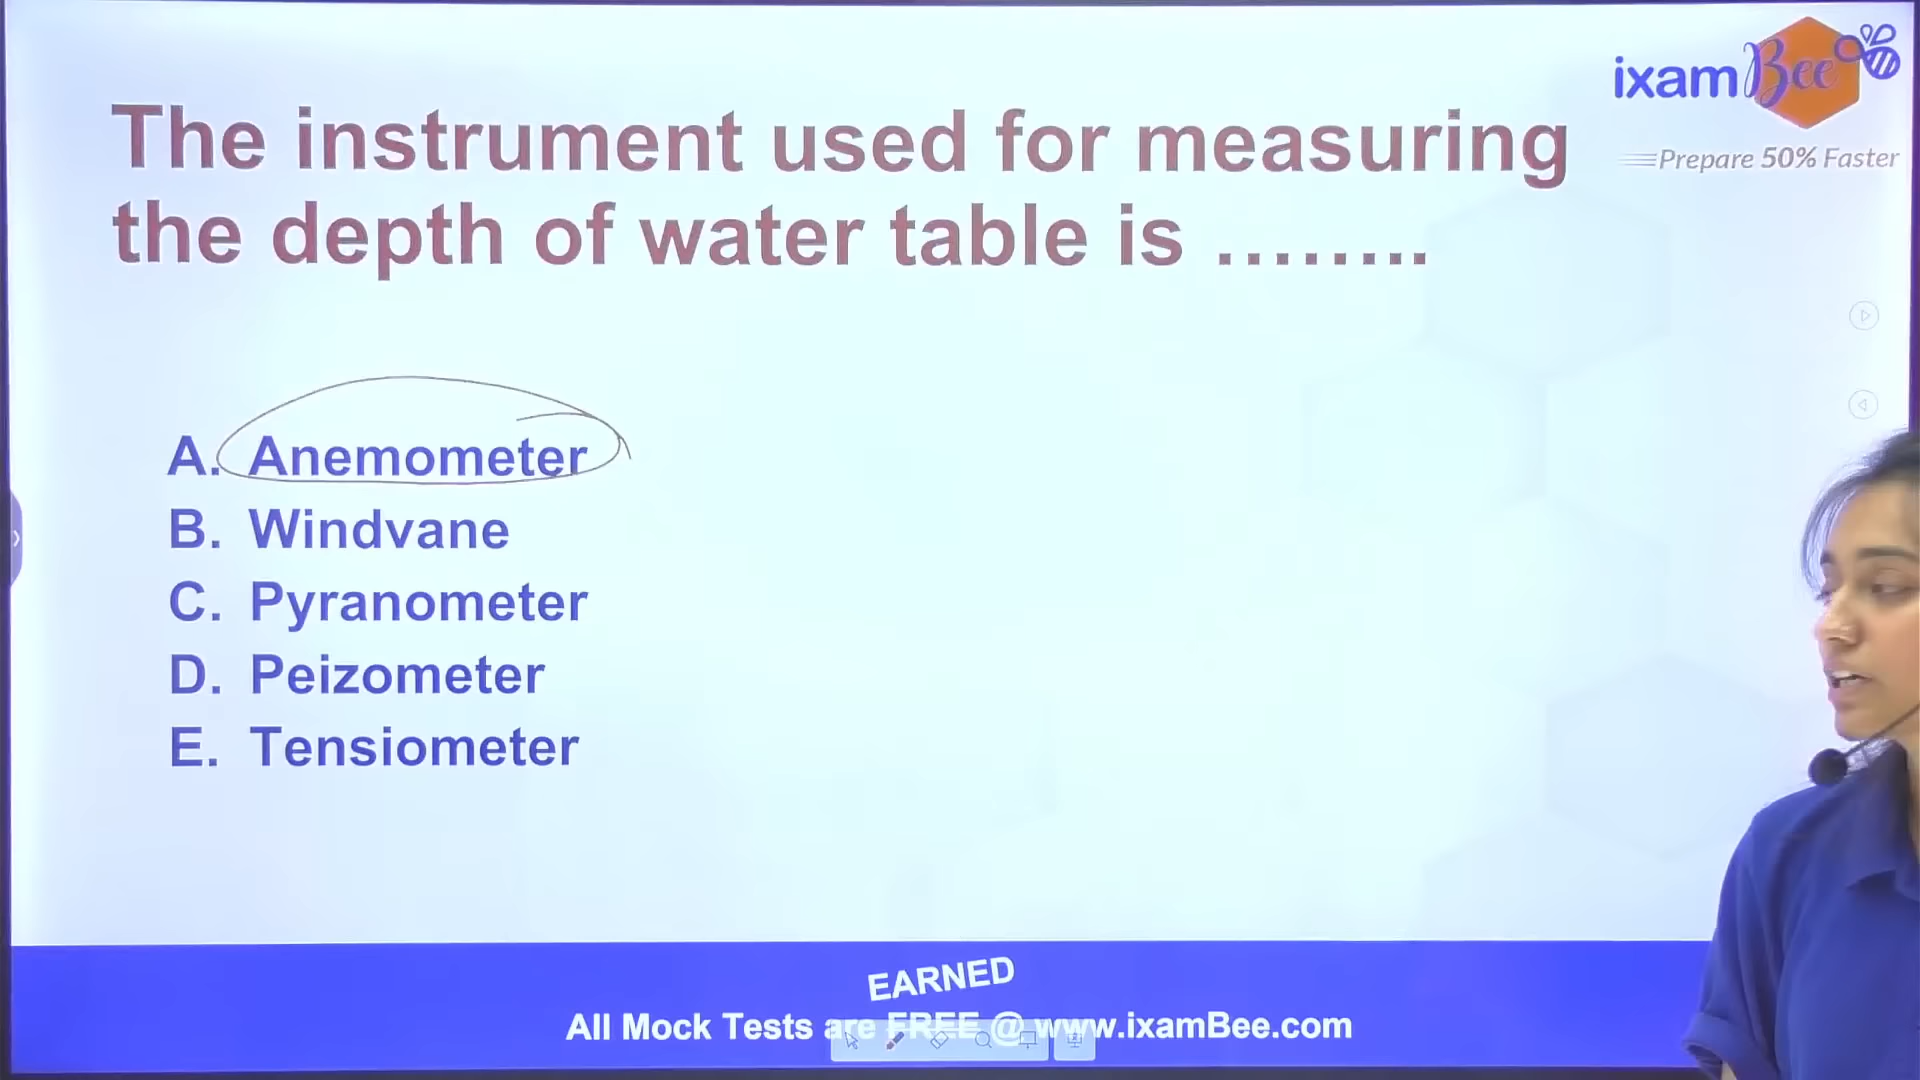 ixamBee
Prepare 50% Faster
The instrument used for measuring
the depth of water table is ........
A. Anemometer
B. Windvane
C. Pyranometer
D. Peizometer
E. Tensiometer
EARNED
All Mock Tests are FREE @ www.ixamBee.com